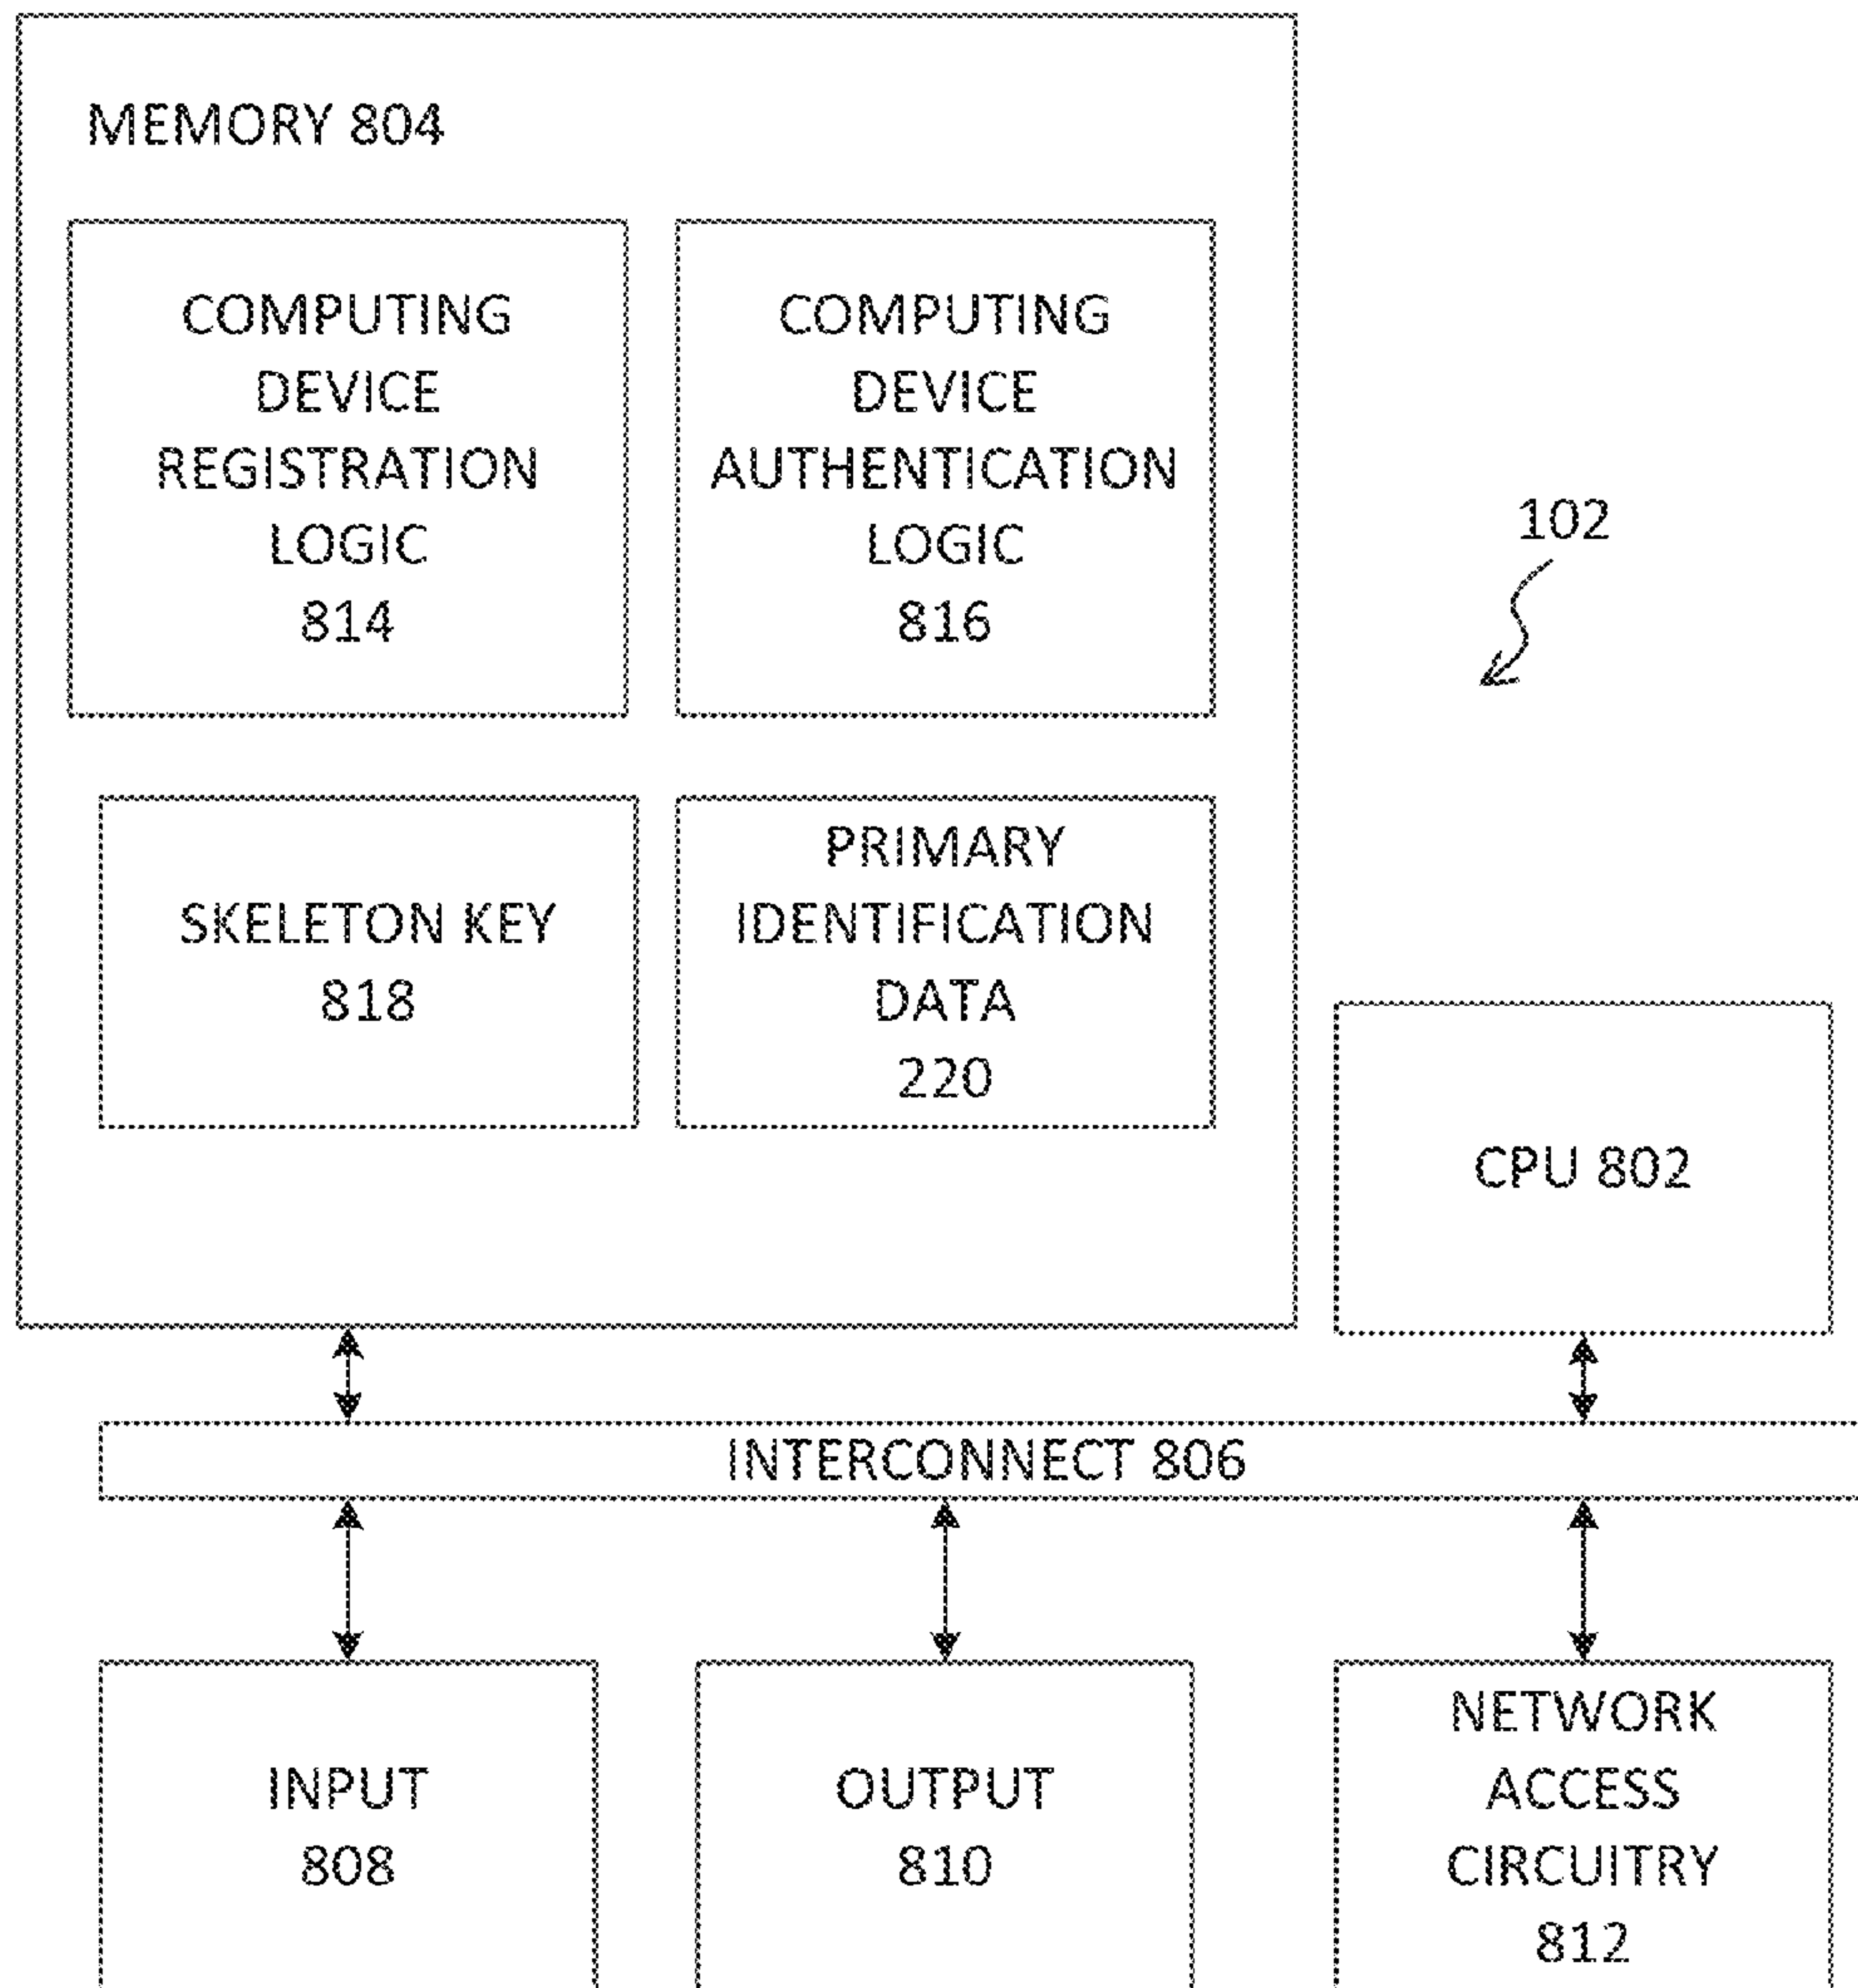 MEMORY 804
COMPUTING
DEVICE
REGISTRATION
LOGIC
814
COMPUTING
DEVICE
AUTHENTICATION
LOGIC
816
102
SKELETON KEY
818
PRIMARY
IDENTIFICATION
DATA
220
CPU 802
INTERCONNECT 806
INPUT
808
OUTPUT
810
NETWORK
ACCESS
CIRCUITRY
812